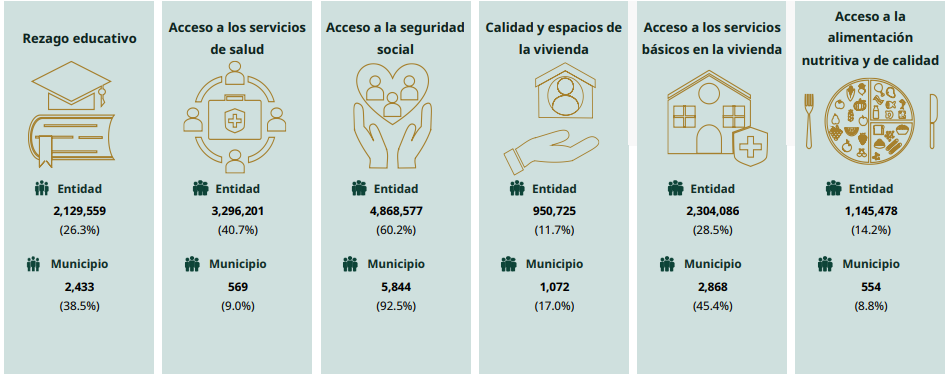 Rezago educativo
Entidad
2,129,559
(26.3%)
Municipio
2,433
(38.5%)
Acceso a los servicios
de salud
Entidad
3,296,201
(40.7%)
Municipio
569
(9.0%)
Acceso a la seguridad
social
Entidad
4,868,577
(60.2%)
Municipio
5,844
(92.5%)
Calidad y espacios de
la vivienda
Entidad
950,725
(11.7%)
Municipio
1,072
(17.0%)
Acceso a los servicios
básicos en la vivienda
Entidad
2,304,086
(28.5%)
Municipio
2,868
(45.4%)
Acceso a la
alimentación
nutritiva y de calidad
Entidad
1,145,478
(14.2%)
Municipio
554
(8.8%)